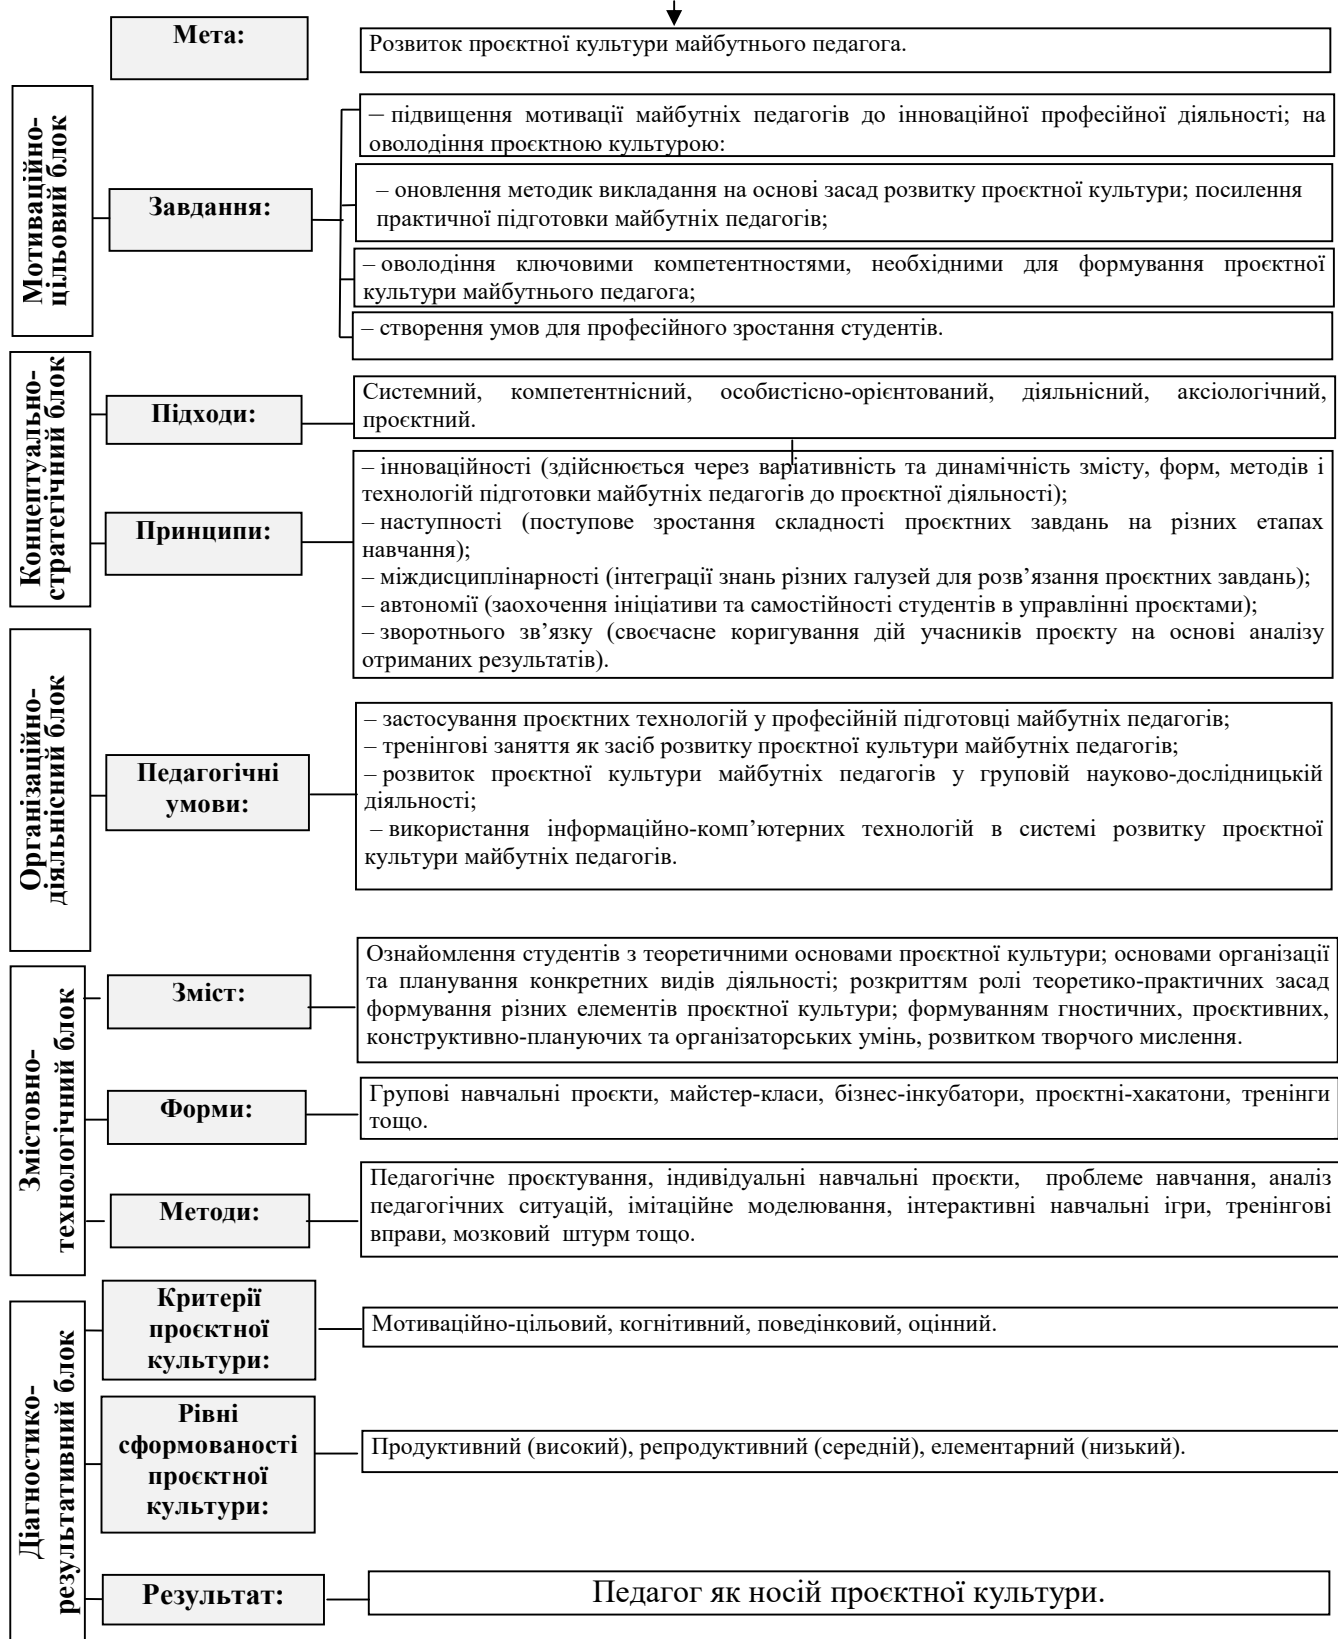 Мета:
Розвиток проєктної культури майбутнього педагога.
Мотиваційно-
цільовий блок
Завдання:
– підвищення мотивації майбутніх педагогів до інноваційної професійної діяльності; на
оволодіння проєктною культурою:
– оновлення методик викладання на основі засад розвитку проєктної культури; посилення
практичної підготовки майбутніх педагогів;
– оволодіння ключовими компетентностями, необхідними для формування проєктної
культури майбутнього педагога;
– створення умов для професійного зростання студентів.
Концептуально-
стратегічний блок
Підходи:
Системний, компетентнісний, особистісно-орієнтований, діяльнісний, аксіологічний,
проєктний.
Принципи:
– інноваційності (здійснюється через варіативність та динамічність змісту, форм, методів і
технологій підготовки майбутніх педагогів до проєктної діяльності);
– наступності (поступове зростання складності проєктних завдань на різних етапах
навчання);
– міждисциплінарності (інтеграції знань різних галузей для розв’язання проєктних завдань);
– автономії (заохочення ініціативи та самостійності студентів в управлінні проєктами);
– зворотнього зв’язку (своєчасне коригування дій учасників проєкту на основі аналізу
отриманих результатів).
Організаційно-
діяльнісний блок
Педагогічні
умови:
– застосування проєктних технологій у професійній підготовці майбутніх педагогів;
– тренінгові заняття як засіб розвитку проєктної культури майбутніх педагогів;
– розвиток проєктної культури майбутніх педагогів у груповій науково-дослідницькій
діяльності;
– використання інформаційно-комп’ютерних технологій в системі розвитку проєктної
культури майбутніх педагогів.
Змістовно-
технологічний блок
Зміст:
Ознайомлення студентів з теоретичними основами проєктної культури; основами організації
та планування конкретних видів діяльності; розкриттям ролі теоретико-практичних засад
формування різних елементів проєктної культури; формуванням гностичних, проєктивних,
конструктивно-плануючих та організаторських умінь, розвитком творчого мислення.
Форми:
Групові навчальні проєкти, майстер-класи, бізнес-інкубатори, проєктні-хакатони, тренінги
тощо.
Методи:
Педагогічне проєктування, індивідуальні навчальні проєкти, проблеме навчання, аналіз
педагогічних ситуацій, імітаційне моделювання, інтерактивні навчальні ігри, тренінгові
вправи, мозковий штурм тощо.
Діагностико-
результативний блок
Критерії
проєктної
культури:
Мотиваційно-цільовий, когнітивний, поведінковий, оцінний.
Рівні
сформованості
проєктної
культури:
Продуктивний (високий), репродуктивний (середній), елементарний (низький).
Результат:
Педагог як носій проєктної культури.